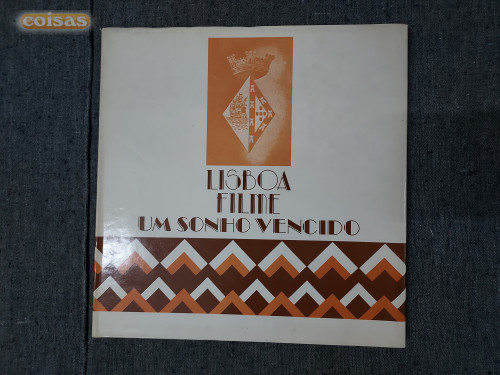 coisas
LISBOA
FILME
UM SONHO VENCIDO